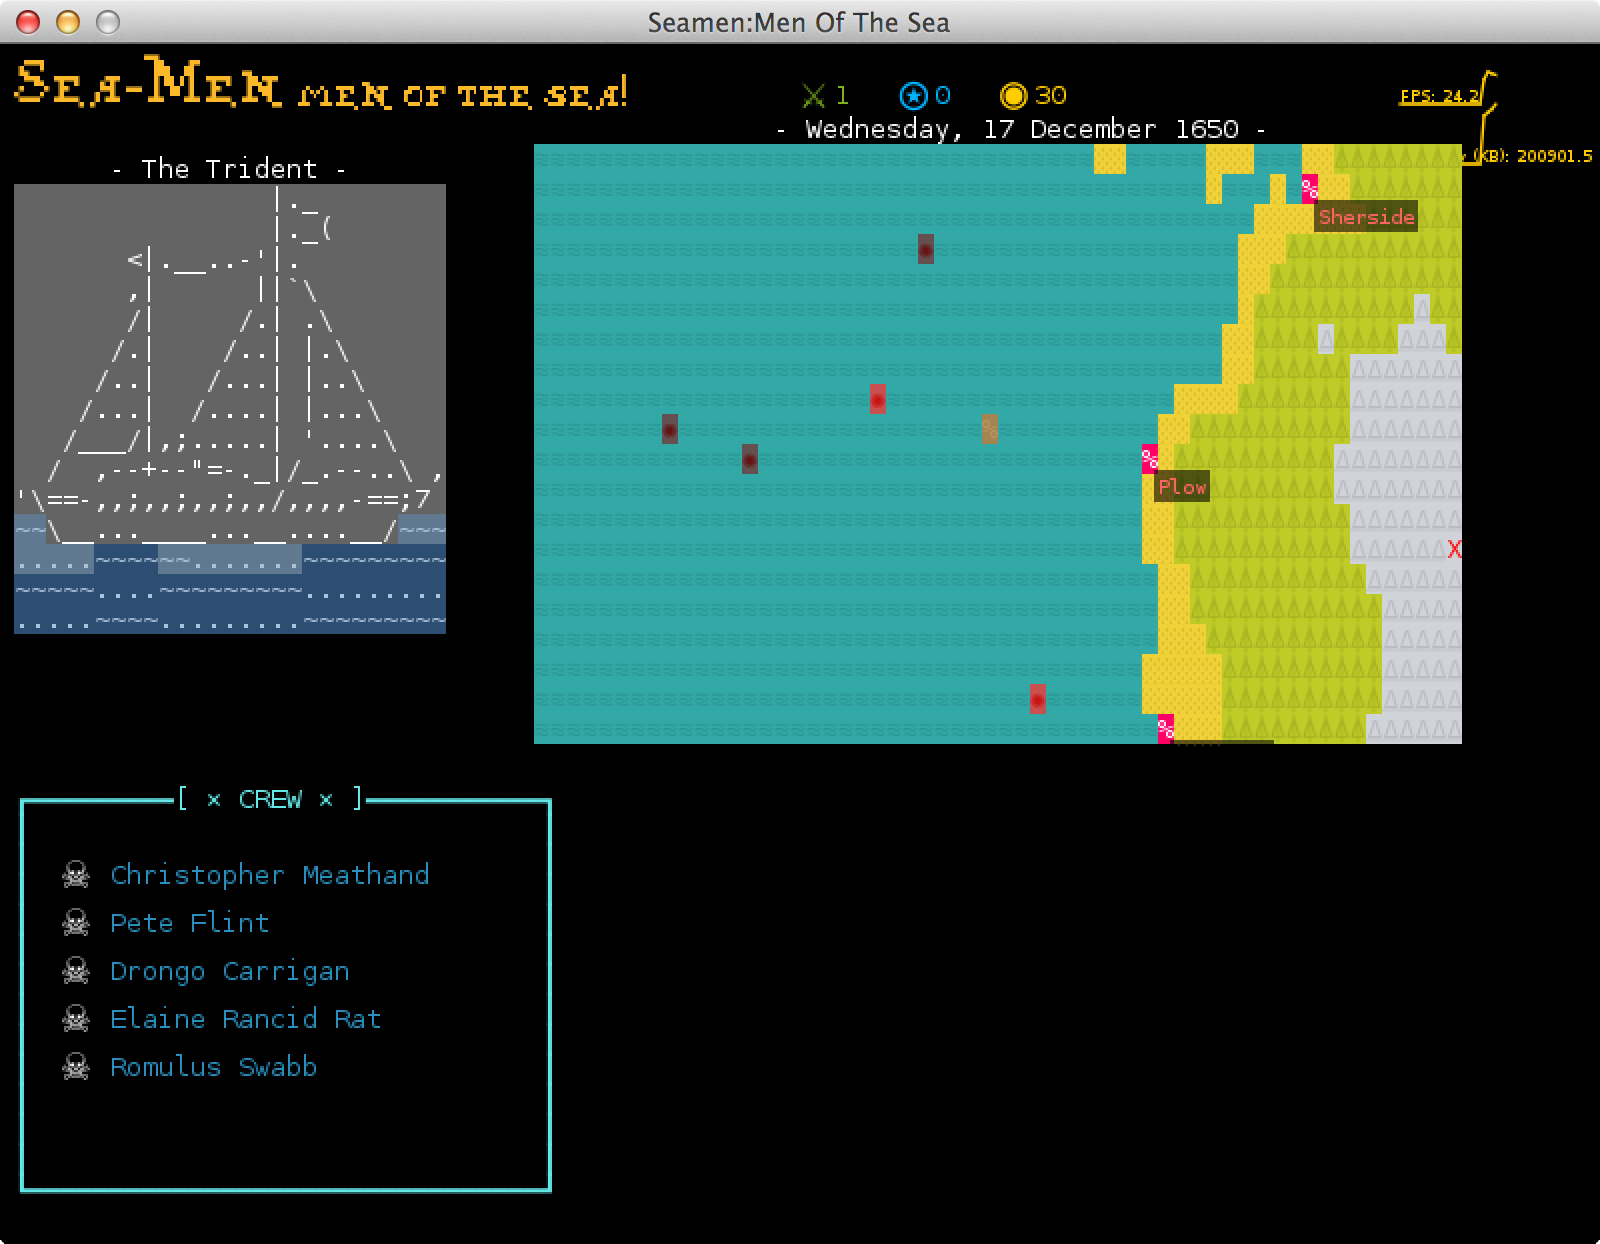 Seamen:Men Of The Sea
SEA-MEN MEN OF THE SEA!
1 0 30
FPS: 24.2
- Wednesday, 17 December 1650 -
(KB): 200901.5
- The Trident -
Sherside
Plow
X
[ × CREW × ]
Christopher Meathand
Pete Flint
Drongo Carrigan
Elaine Rancid Rat
Romulus Swabb